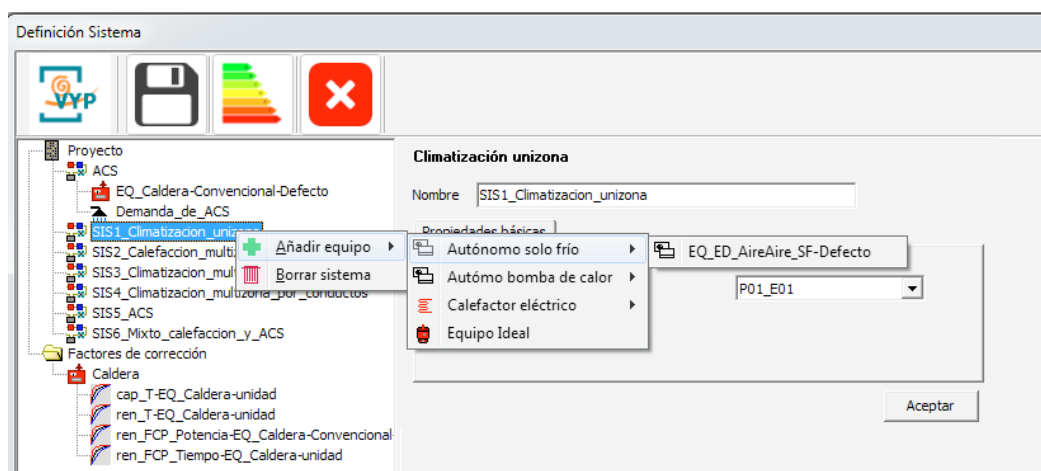 Definición Sistema
VYP
Proyecto
ACS
EQ_Caldera-Convencional-Defecto
Demanda_de_ACS
SIS1_Climatizacion_unizona
SIS2_Calefaccion_multi
SIS3_Climatizacion_mul
SIS4_Climatizacion_multizona_por_conductos
SIS5_ACS
SIS6_Mixto_calefaccion_y_ACS
Factores de corrección
Caldera
cap_T-EQ_Caldera-unidad
ren_T-EQ_Caldera-unidad
ren_FCP_Potencia-EQ_Caldera-Convencional-
ren_FCP_Tiempo-EQ_Caldera-unidad
Añadir equipo
Borrar sistema
Climatización unizona
Nombre SIS1_Climatizacion_unizona
Propiedades básicas
Autónomo solo frío
Autómo bomba de calor
Calefactor eléctrico
Equipo Ideal
EQ_ED_AireAire_SF-Defecto
P01_E01
Aceptar